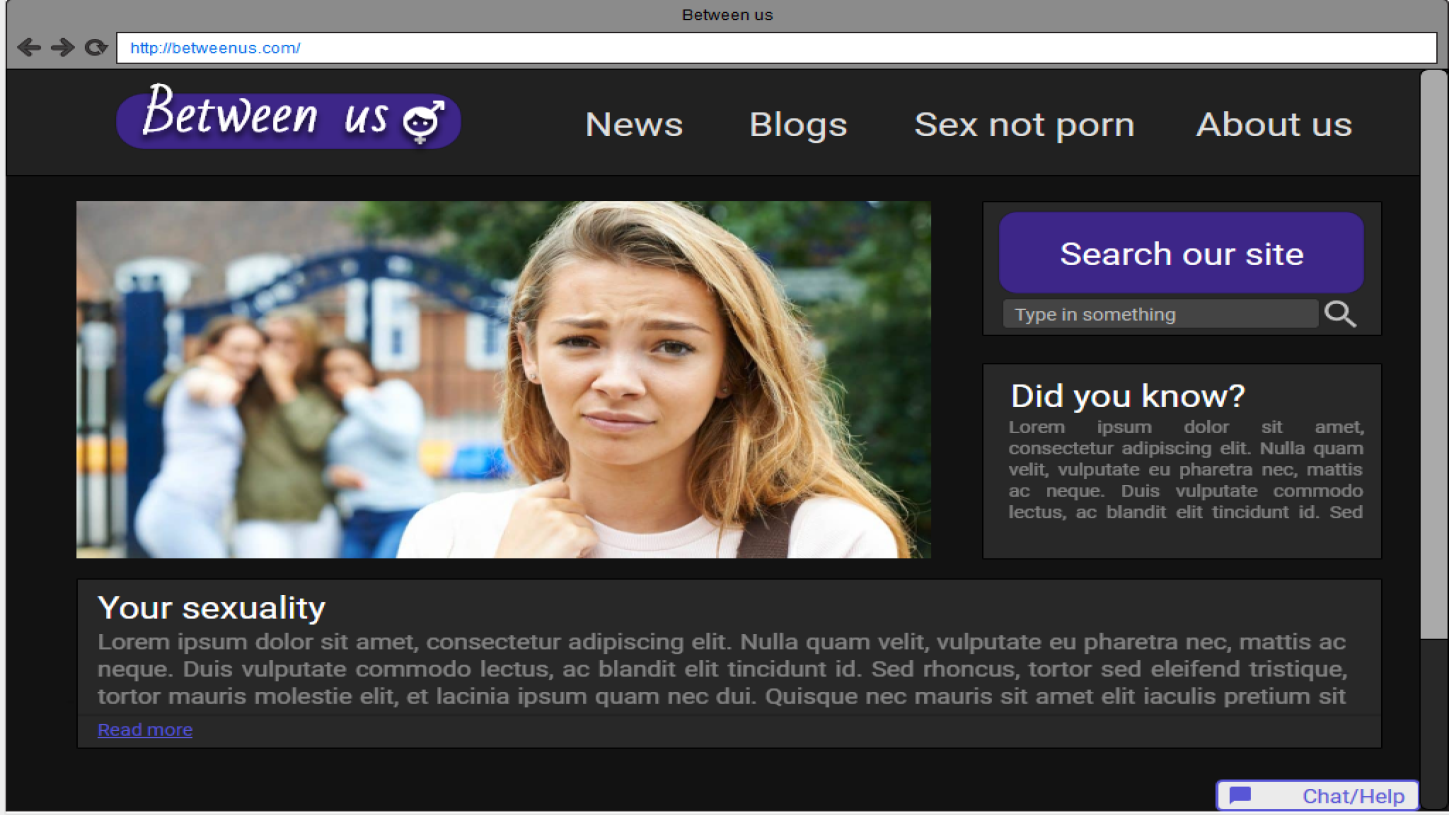 Between us
http://betweenus.com/
Between us
News
Blogs
Sex not porn
About us
Search our site
Type in something
Did you know?
Lorem ipsum dolor sit amet,
consectetur adipiscing elit. Nulla quam
velit, vulputate eu pharetra nec, mattis
ac neque. Duis vulputate commodo
lectus, ac blandit elit tincidunt id. Sed
Your sexuality
Lorem ipsum dolor sit amet, consectetur adipiscing elit. Nulla quam velit, vulputate eu pharetra nec, mattis ac
neque. Duis vulputate commodo lectus, ac blandit elit tincidunt id. Sed rhoncus, tortor sed eleifend tristique,
tortor mauris molestie elit, et lacinia ipsum quam nec dui. Quisque nec mauris sit amet elit iaculis pretium sit
Read more
Chat/Help